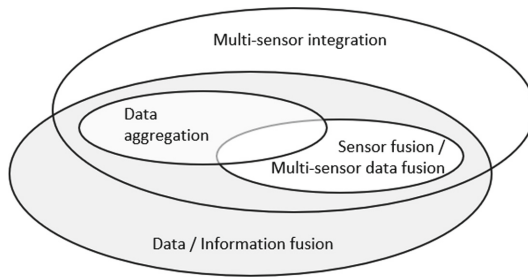 Multi-sensor integration
Data
aggregation
Sensor fusion /
Multi-sensor data fusion
Data / Information fusion